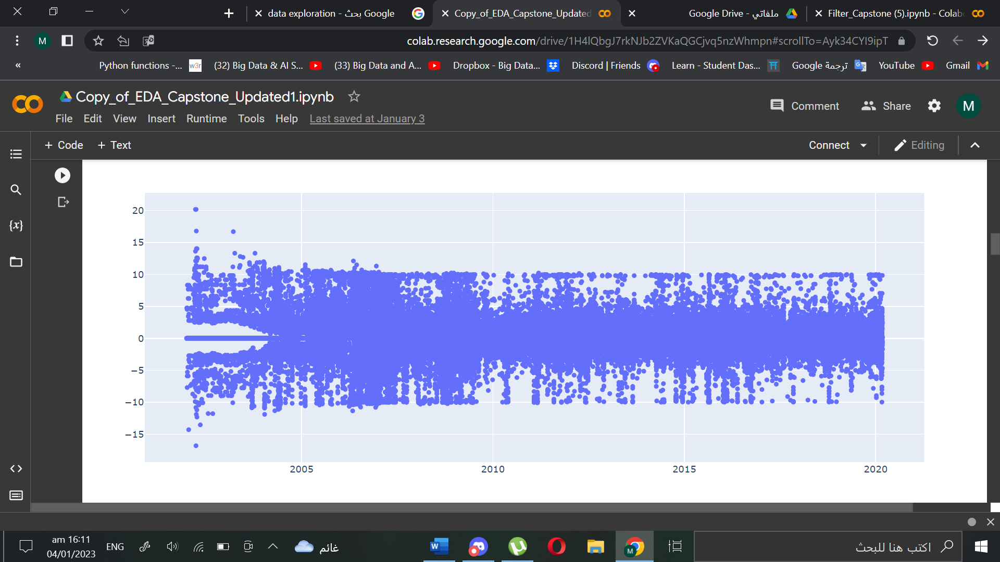 data exploration - بحث Google
Copy_of_EDA_Capstone_Updated
ملفاتي - Google Drive
Filter_Capstone (5).ipynb - Colab
M
colab.research.google.com/drive/1H4lQbgJ7rkNJb2ZVKaQGCjvq5nzWhmpn#scrollTo=Ayk34CYI9ipT
«
Python functions -...
w3r
(32) Big Data & AI S...
(33) Big Data and A...
Dropbox - Big Data...
Discord | Friends
Learn - Student Das...
ترجمة Google
YouTube
Gmail
Copy_of_EDA_Capstone_Updated1.ipynb
Comment
Share
M
File Edit View Insert Runtime Tools Help Last saved at January 3
+ Code + Text
Connect
Editing
{x}
20
15
10
5
0
−5
−10
−15
2005 2010 2015 2020
am 16:11
04/01/2023
ENG
غائم
اكتب هنا للبحث